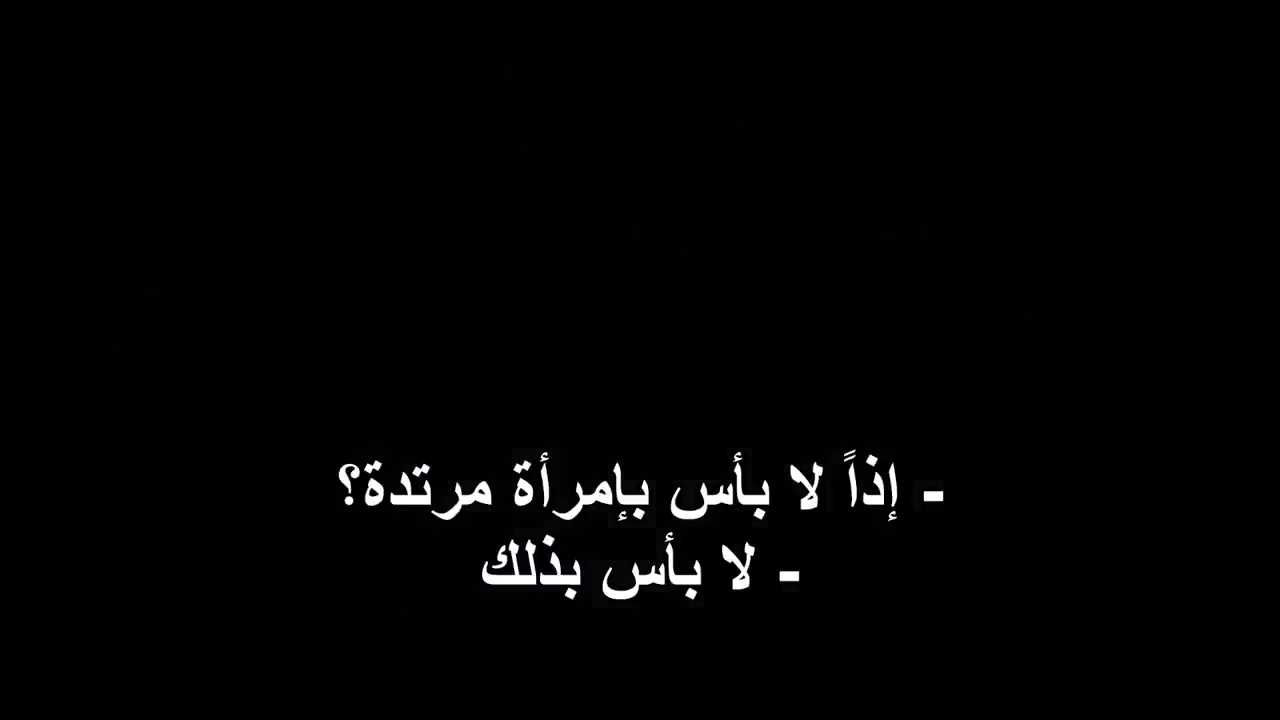 - إذاً لا بأس بإمرأة مرتدة؟
- لا بأس بذلك